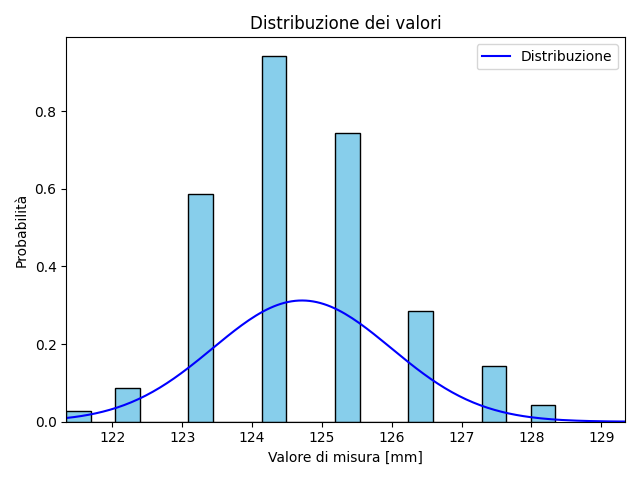 Distribuzione dei valori
Distribuzione
Probabilità
0.8
0.6
0.4
0.2
0.0
122 123 124 125 126 127 128 129
Valore di misura [mm]